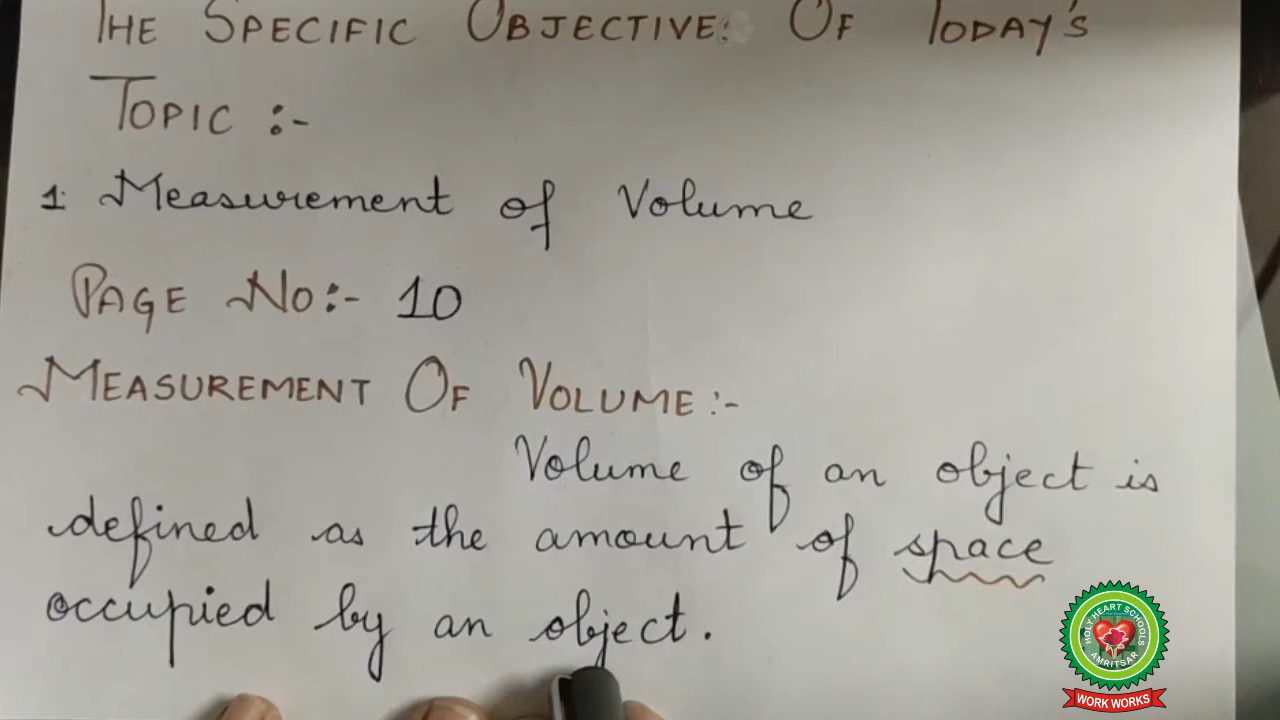 THE SPECIFIC OBJECTIVE: OF TODAY'S
TOPIC :-
1. Measurement of Volume
PAGE NO:- 10
MEASUREMENT OF VOLUME:-
Volume of an object is
defined as the amount of space
occupied by an object.
HOLY HEART SCHOOLS
AMRITSAR
WORK WORKS